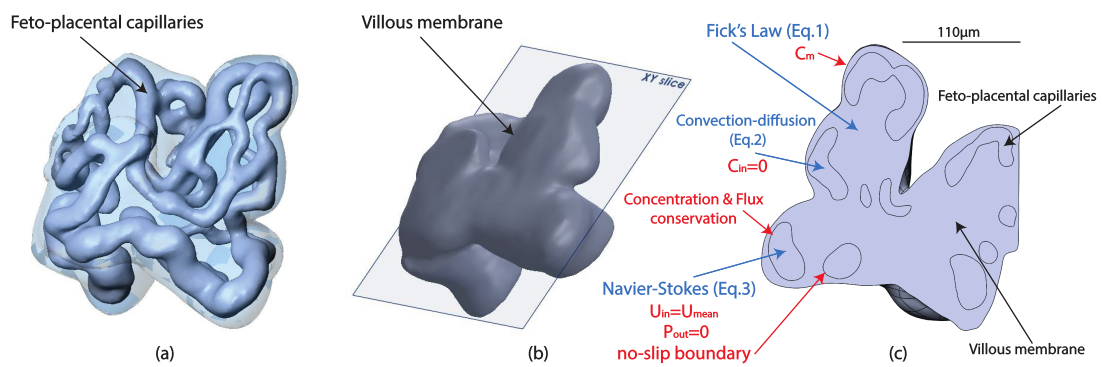 Feto-placental capillaries
(a)
Villous membrane
XY slice
(b)
Fick's Law (Eq.1)
Cm
110μm
Feto-placental capillaries
Convection-diffusion
(Eq.2)
Cin=0
Concentration & Flux
conservation
Navier-Stokes (Eq.3)
Uin=Umean
Pout=0
no-slip boundary
Villous membrane
(c)